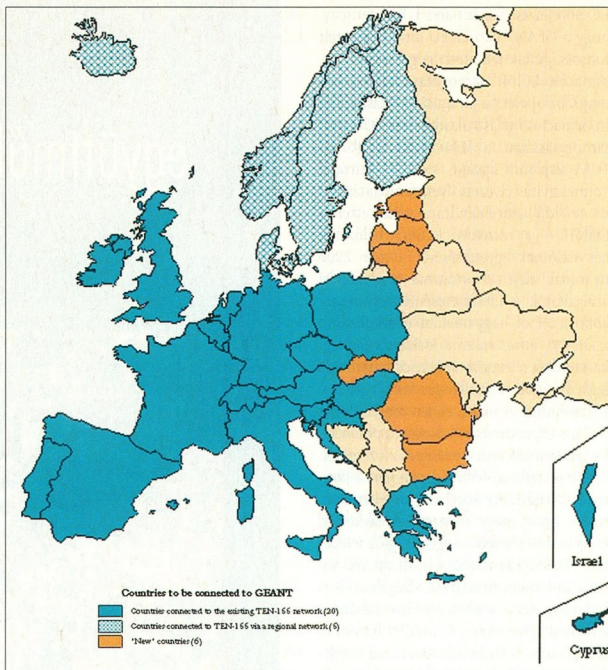 Israel
Cyprus
Countries to be connected to GEANT
Countries connected to the existing TEN-155 network (20)
Countries connected to TEN-155 via a regional network (5)
"New" countries (6)